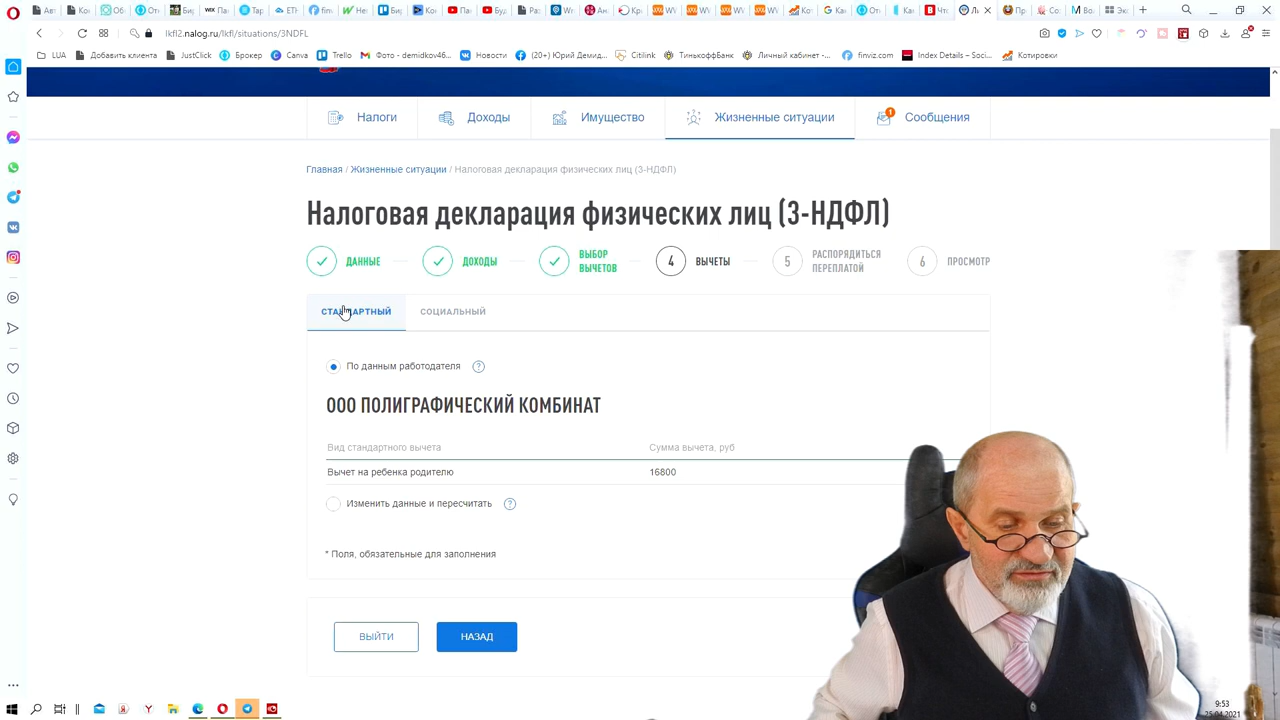 lkfl2.nalog.ru/lkfl/situations/3NDFL
LUA
Добавить клиента
JustClick
Брокер
Canva
Trello
Фото - demidkov46...
Новости
(20+) Юрий Демид...
Citilink
ТинькоффБанк
Личный кабинет -...
finviz.com
Index Details – Soci...
Котировки
Налоги
Доходы
Имущество
Жизненные ситуации
1
Сообщения
Главная / Жизненные ситуации / Налоговая декларация физических лиц (3-НДФЛ)
Налоговая декларация физических лиц (3-НДФЛ)
ДАННЫЕ
ДОХОДЫ
ВЫБОР
ВЫЧЕТОВ
4
ВЫЧЕТЫ
5
РАСПОРЯДИТЬСЯ
ПЕРЕПЛАТОЙ
6
ПРОСМОТР
СТАНДАРТНЫЙ
СОЦИАЛЬНЫЙ
По данным работодателя ?
ООО ПОЛИГРАФИЧЕСКИЙ КОМБИНАТ
Вид стандартного вычета
Сумма вычета, руб
Вычет на ребенка родителю
16800
Изменить данные и пересчитать ?
* Поля, обязательные для заполнения
ВЫЙТИ
НАЗАД
9:53
25.04.2021